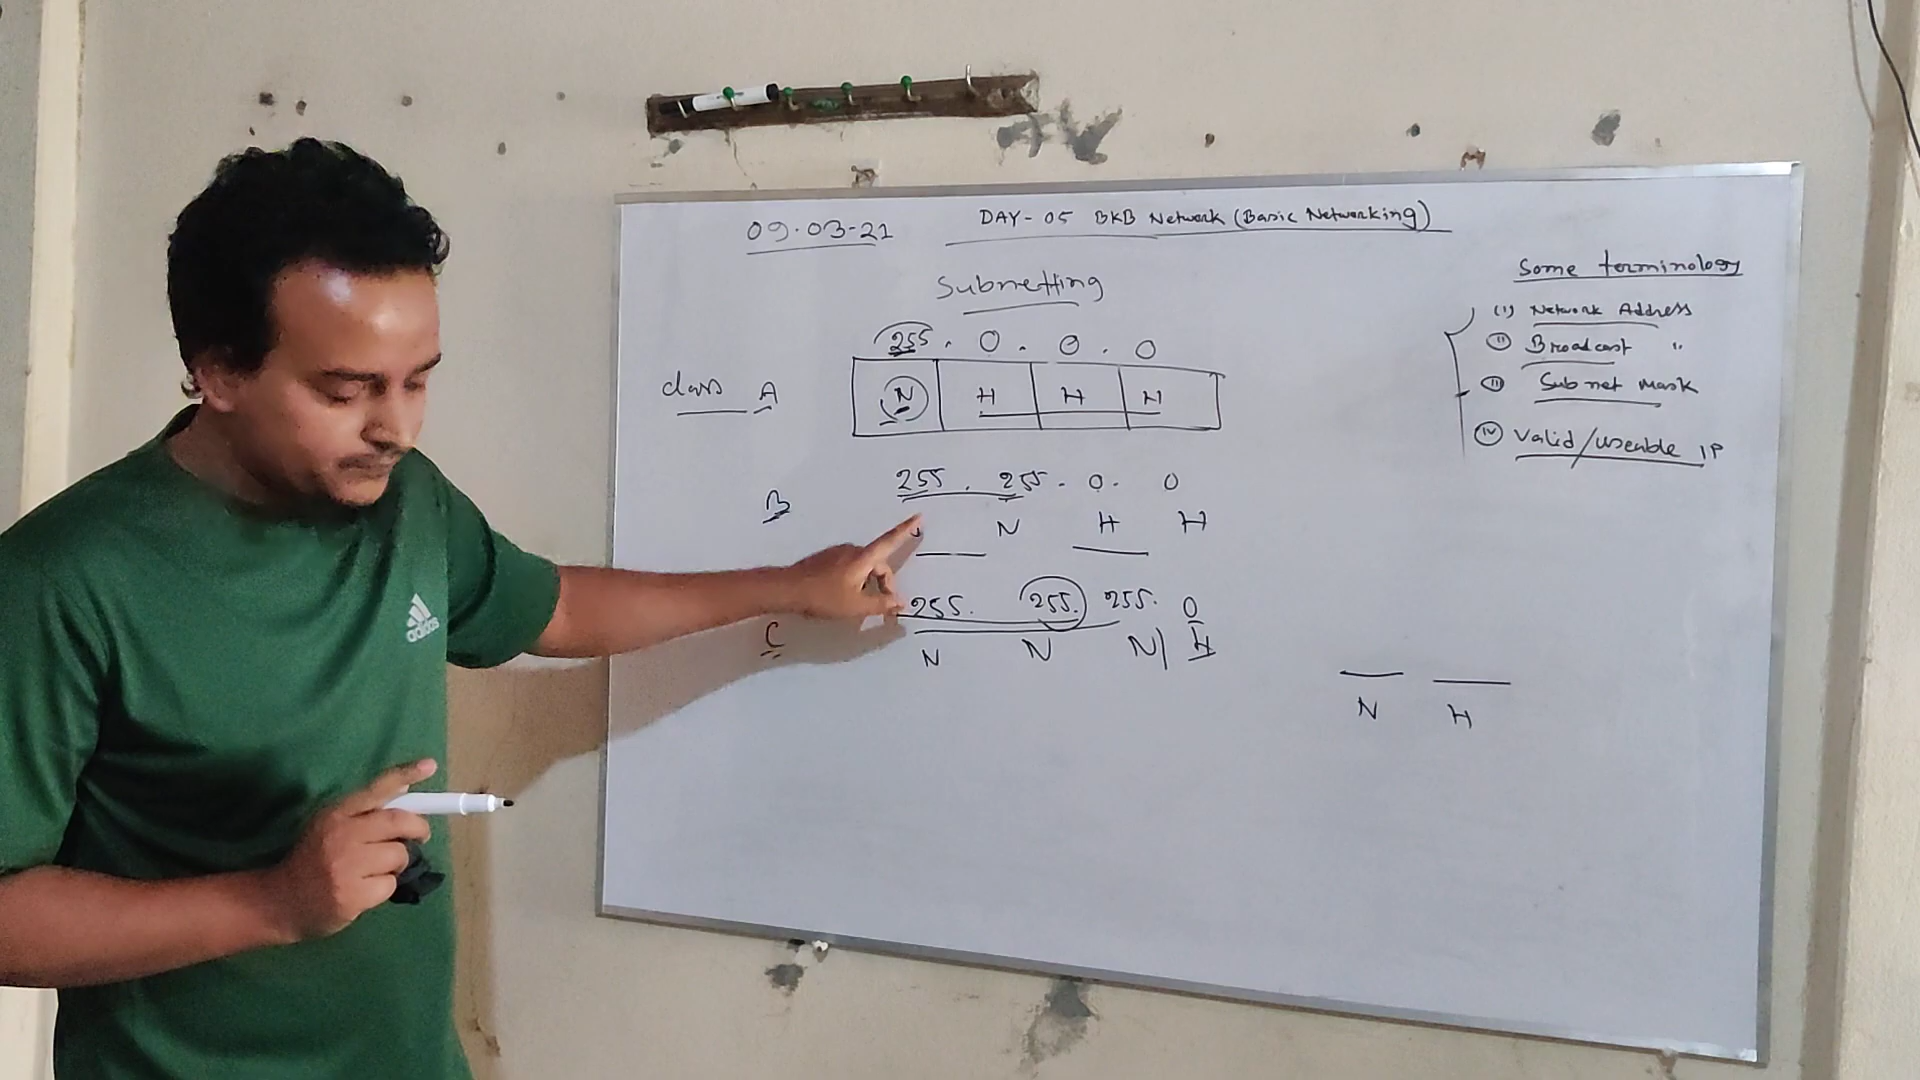 09.03-21
DAY-05 BKB Network (Basic Networking)
Subnetting
255.0.0.0
class A
N H H H
B
255.255.0.0
N H H
C
255.255.255.0
N N N H
Some terminology
(i) Network Address
(ii) Broadcast "
(iii) Subnet Mask
(iv) Valid/useable IP
N H
adidas